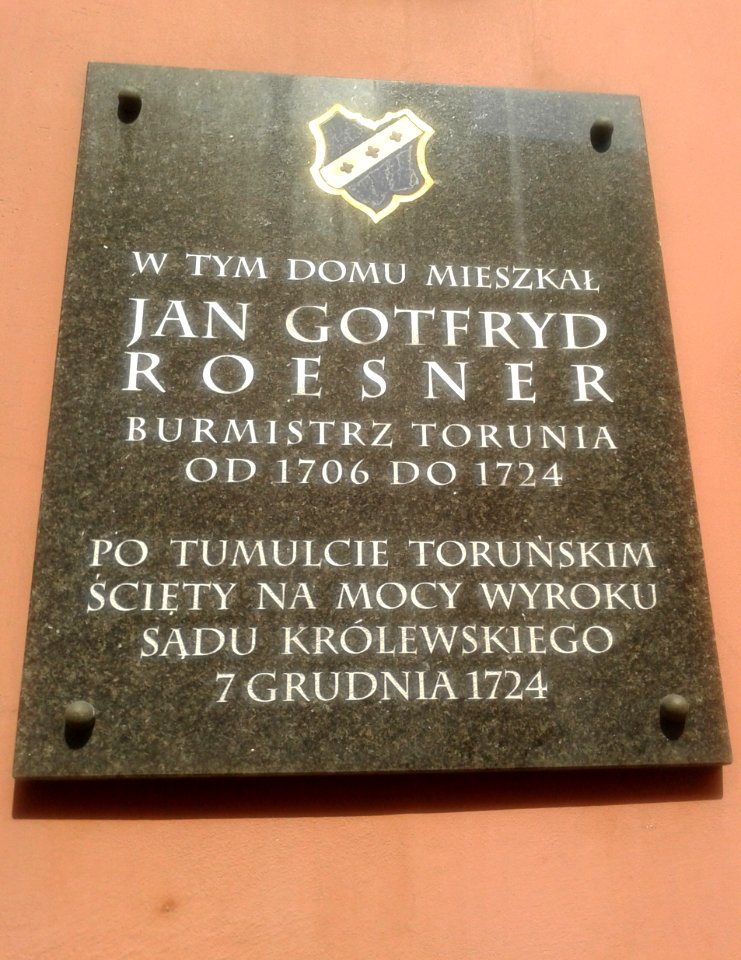 W TYM DOMU MIESZKAŁ
JAN GOTFRYD
ROESNER
BURMISTRZ TORUNIA
OD 1706 DO 1724
PO TUMULCIE TORUŃSKIM
ŚCIĘTY NA MOCY WYROKU
SĄDU KRÓLEWSKIEGO
7 GRUDNIA 1724